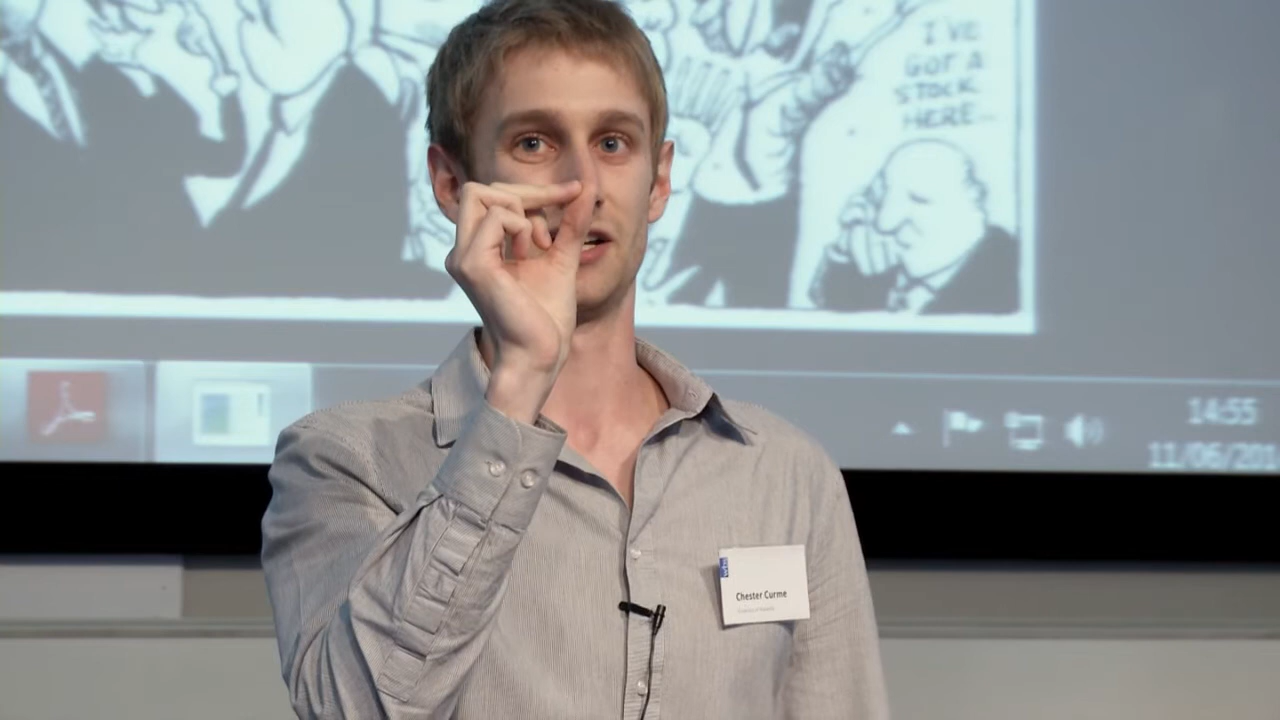 I'VE
GOT A
STOCK
HERE...
14:55
11/06/201
Chester Curme